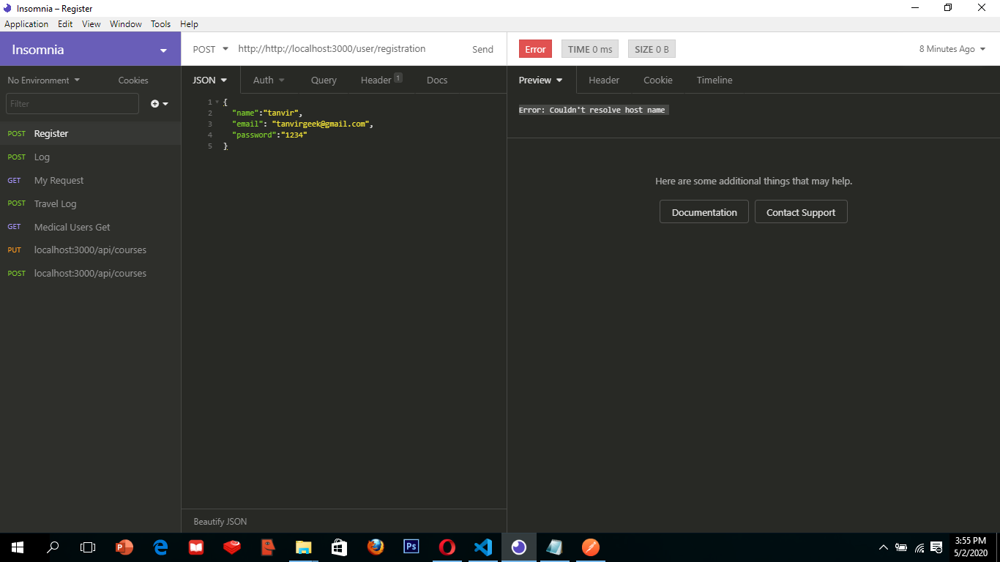 Insomnia – Register
Application Edit View Window Tools Help
Insomnia
POST http://http://localhost:3000/user/registration Send
Error TIME 0 ms SIZE 0 B 8 Minutes Ago
No Environment Cookies
JSON Auth Query Header 1 Docs
Preview Header Cookie Timeline
Filter
1 {
2 "name":"tanvir",
3 "email": "tanvirgeek@gmail.com",
4 "password":"1234"
5 }
Error: Couldn't resolve host name
POST Register
POST Log
GET My Request
POST Travel Log
GET Medical Users Get
PUT localhost:3000/api/courses
POST localhost:3000/api/courses
Here are some additional things that may help.
Documentation Contact Support
Beautify JSON
Ps
3:55 PM
5/2/2020